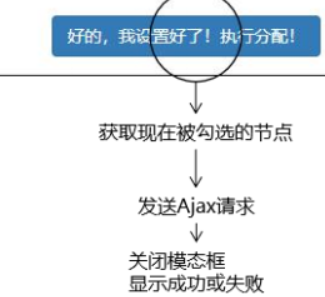 好的，我设置好了！执行分配！
获取现在被勾选的节点
发送Ajax请求
关闭模态框
显示成功或失败